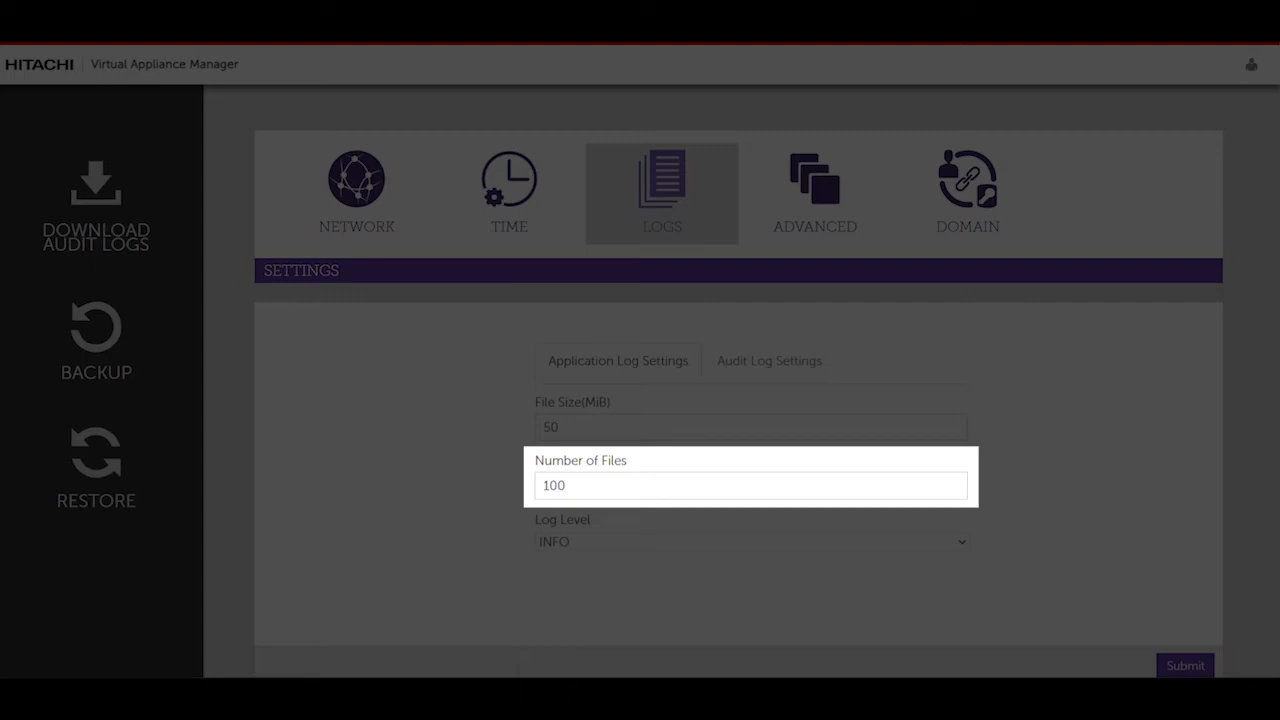 HITACHI Virtual Appliance Manager
DOWNLOAD
AUDIT LOGS
BACKUP
RESTORE
NETWORK TIME LOGS ADVANCED DOMAIN
SETTINGS
Application Log Settings Audit Log Settings
File Size(MiB)
50
Number of Files
100
Log Level
INFO
Submit